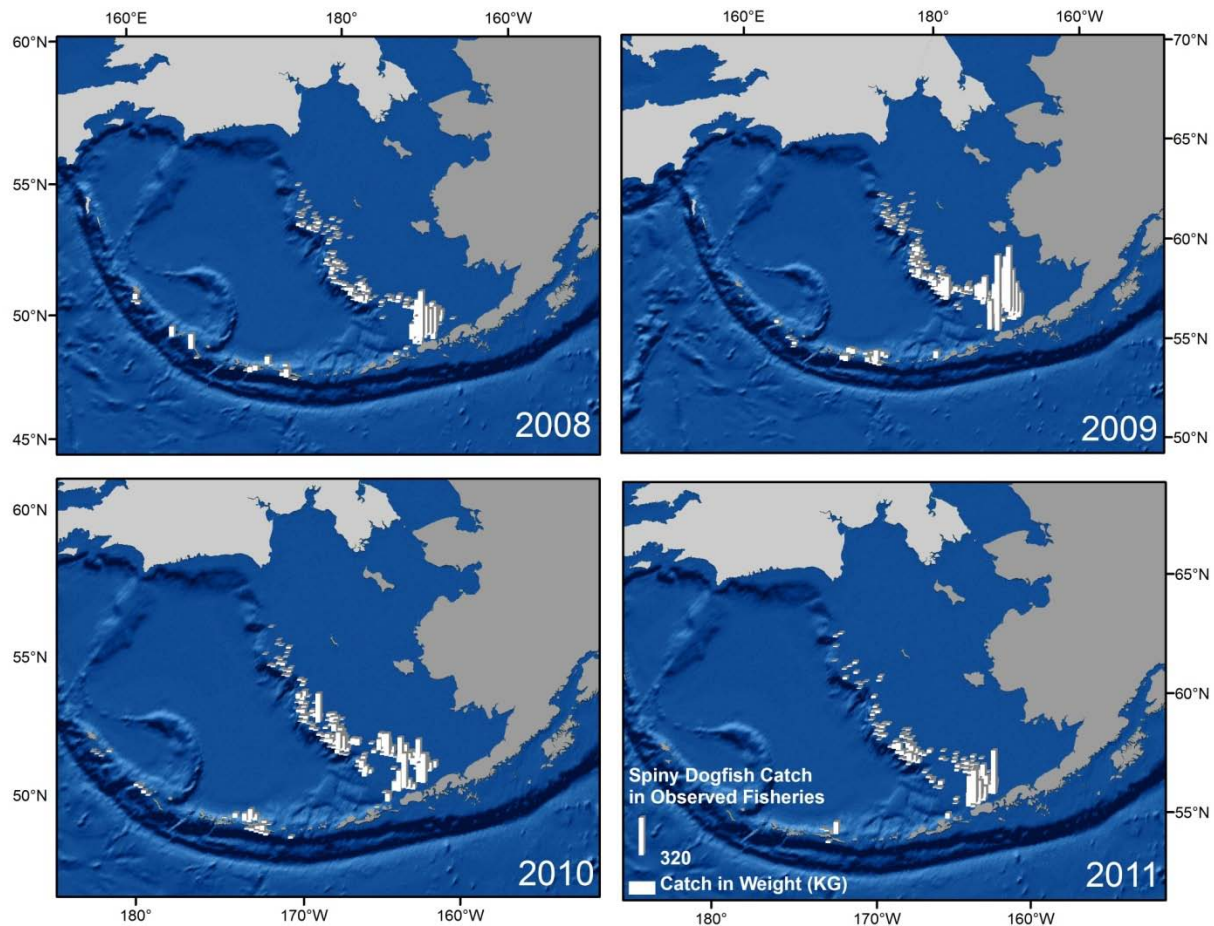 160°E 180° 160°W 160°E 180° 160°W
60°N
70°N
65°N
55°N
60°N
50°N
55°N
45°N
2008
2009
50°N
60°N
65°N
55°N
60°N
50°N
55°N
Spiny Dogfish Catch
in Observed Fisheries
320
Catch in Weight (KG)
2010
2011
180° 170°W 160°W 180° 170°W 160°W